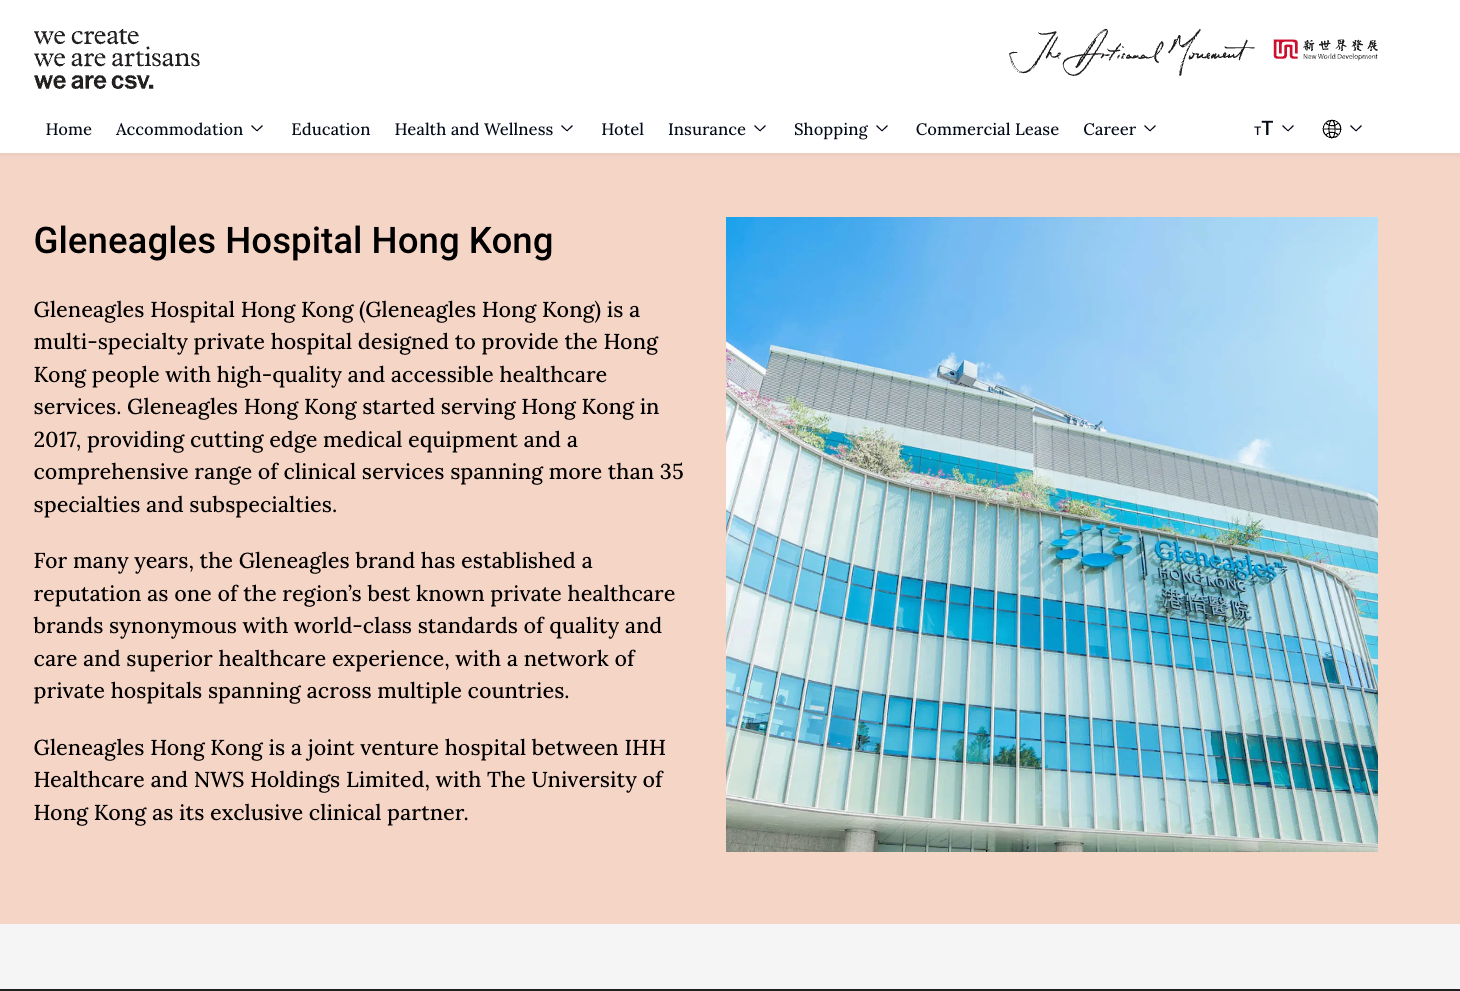 we create
we are artisans
we are csv.
The Artisanal Movement
新世界發展
New World Development
Home Accommodation Education Health and Wellness Hotel Insurance Shopping Commercial Lease Career TT
Gleneagles Hospital Hong Kong
Gleneagles Hospital Hong Kong (Gleneagles Hong Kong) is a
multi-specialty private hospital designed to provide the Hong
Kong people with high-quality and accessible healthcare
services. Gleneagles Hong Kong started serving Hong Kong in
2017, providing cutting edge medical equipment and a
comprehensive range of clinical services spanning more than 35
specialties and subspecialties.
For many years, the Gleneagles brand has established a
reputation as one of the region’s best known private healthcare
brands synonymous with world-class standards of quality and
care and superior healthcare experience, with a network of
private hospitals spanning across multiple countries.
Gleneagles Hong Kong is a joint venture hospital between IHH
Healthcare and NWS Holdings Limited, with The University of
Hong Kong as its exclusive clinical partner.
Gleneagles
HONG KONG
港怡醫院